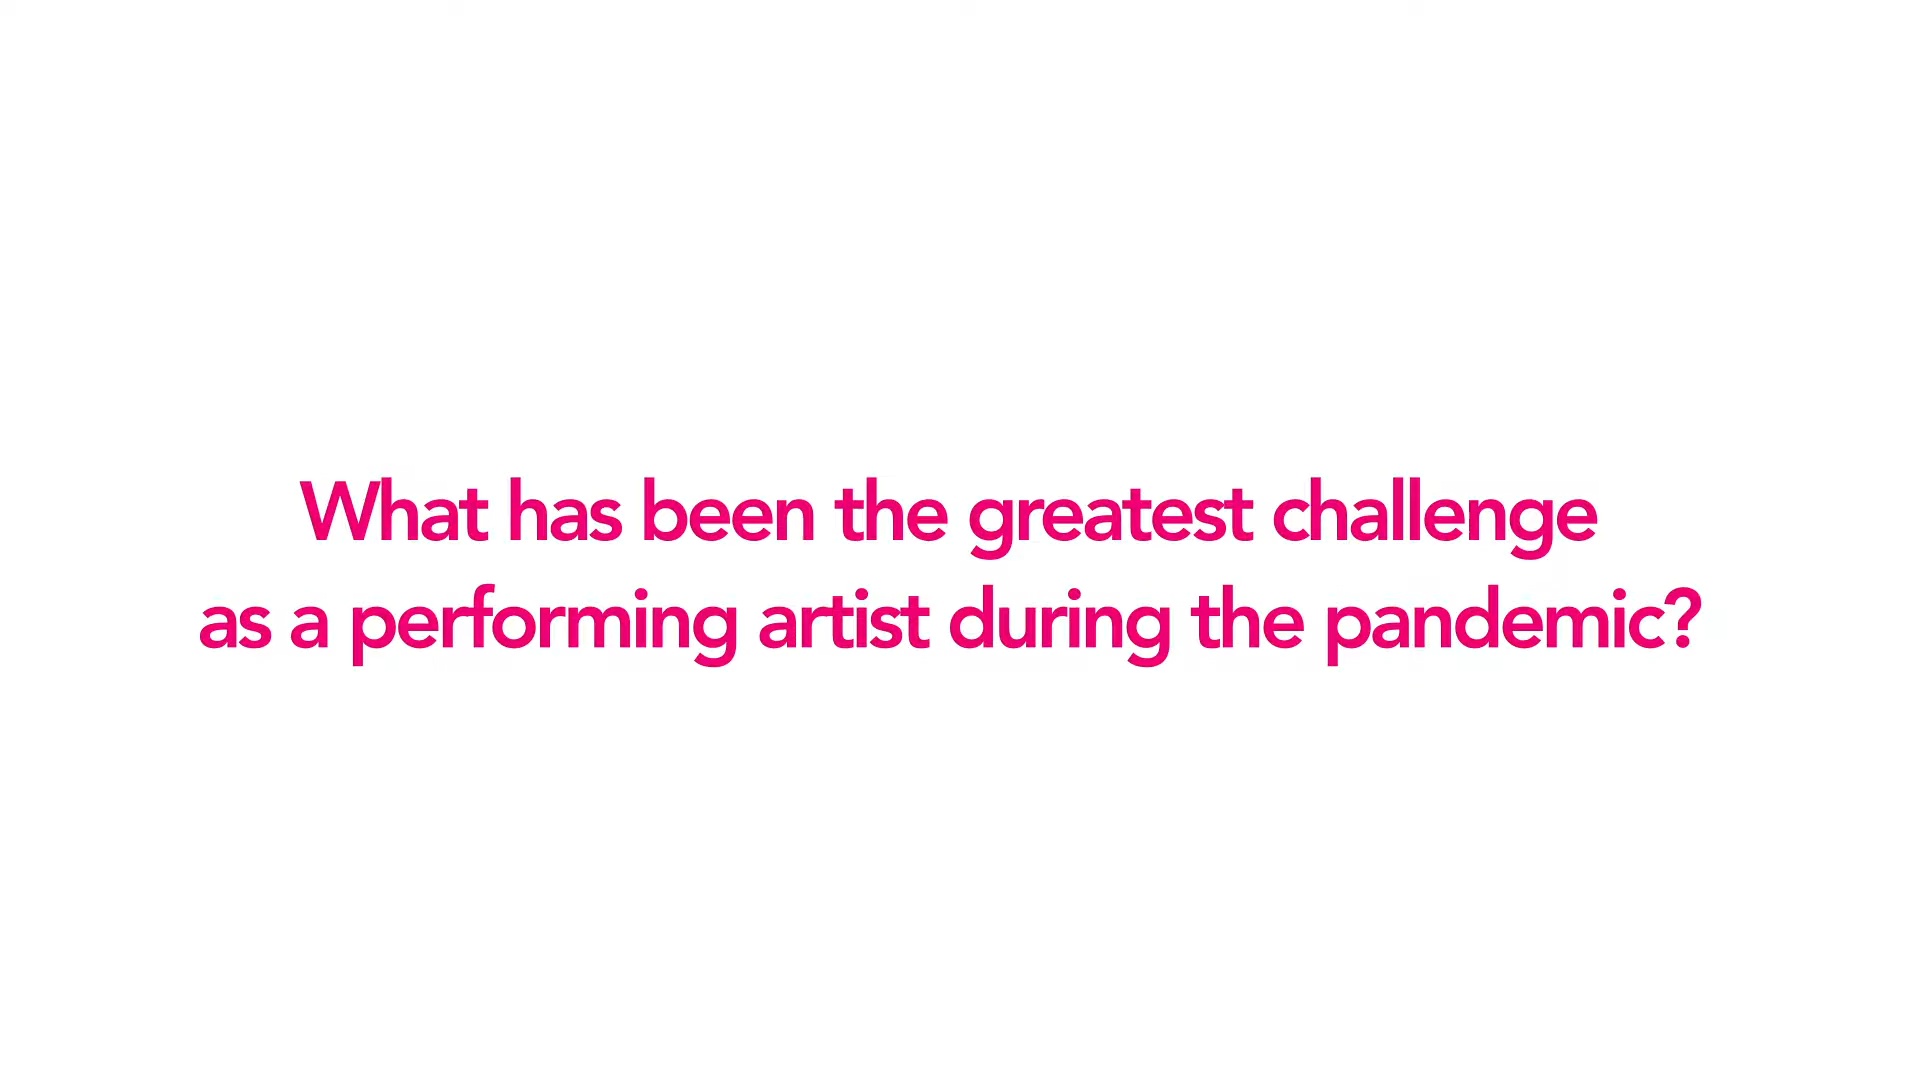 What has been the greatest challenge
as a performing artist during the pandemic?